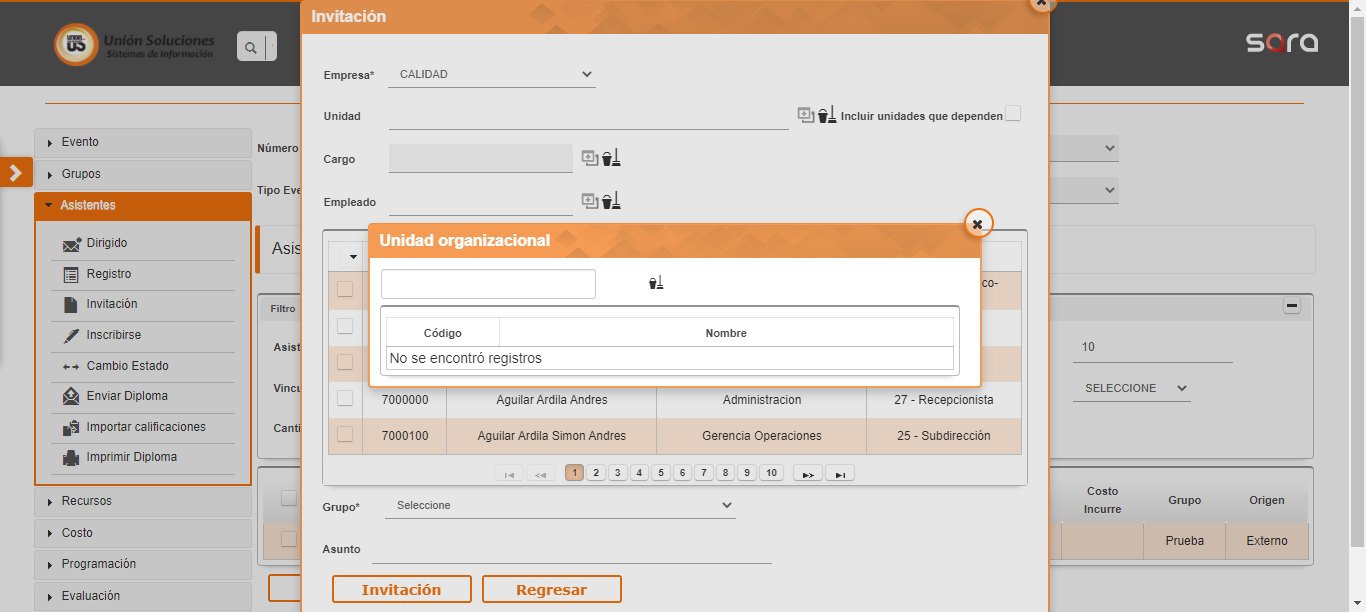 Invitación
Unión Soluciones
Sistemas de Información
sara
Empresa*
CALIDAD
Unidad
Incluir unidades que dependen
Cargo
Empleado
Evento
Grupos
Asistentes
Dirigido
Registro
Invitación
Inscribirse
Cambio Estado
Enviar Diploma
Importar calificaciones
Imprimir Diploma
Recursos
Costo
Programación
Evaluación
Número
Tipo Eve
Asis
Filtro
Asist
Vincu
Canti
10
SELECCIONE
Unidad organizacional
Código Nombre
No se encontró registros
co-
7000000 Aguilar Ardila Andres Administracion 27 - Recepcionista
7000100 Aguilar Ardila Simon Andres Gerencia Operaciones 25 - Subdirección
1 2 3 4 5 6 7 8 9 10
Grupo*
Seleccione
Asunto
Invitación Regresar
Costo
Incurre
Grupo
Origen
Prueba
Externo